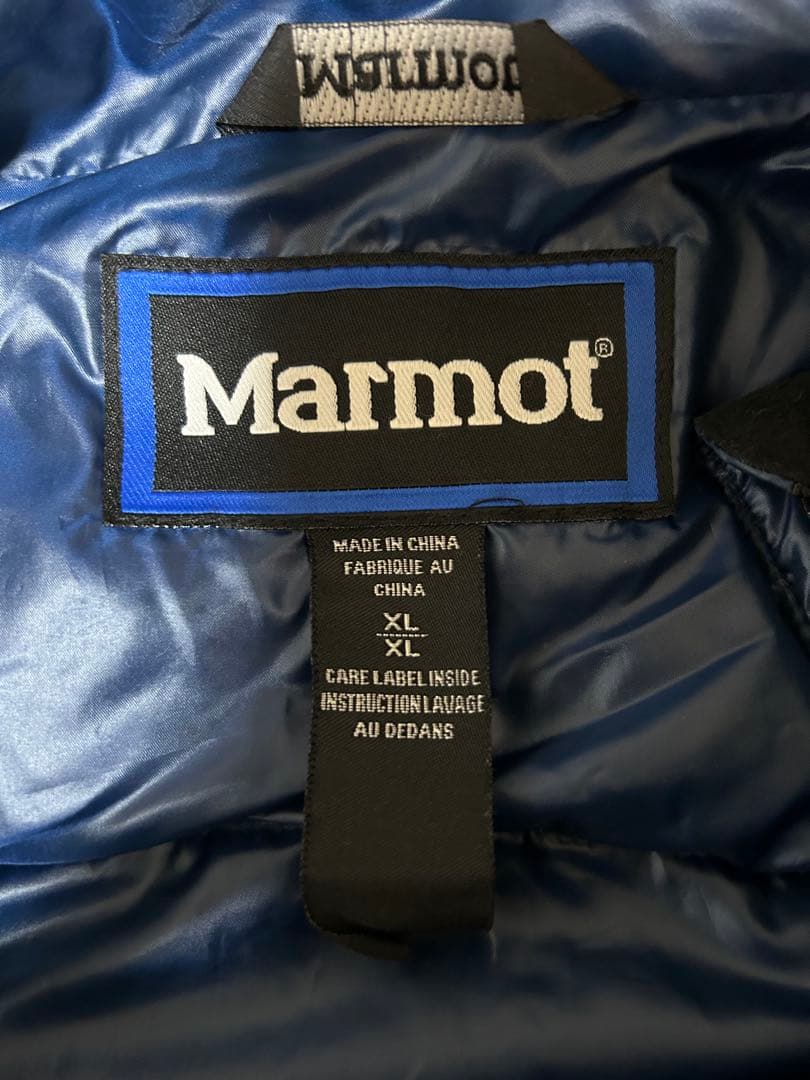 Marmot
Marmot®
MADE IN CHINA
FABRIQUE AU
CHINA
XL
XL
CARE LABEL INSIDE
INSTRUCTION LAVAGE
AU DEDANS